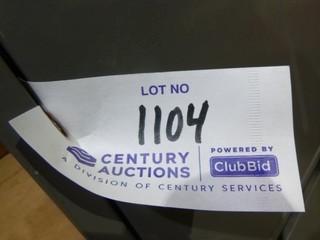 LOT NO
1104
CENTURY AUCTIONS
A DIVISION OF CENTURY SERVICES
POWERED BY
ClubBid